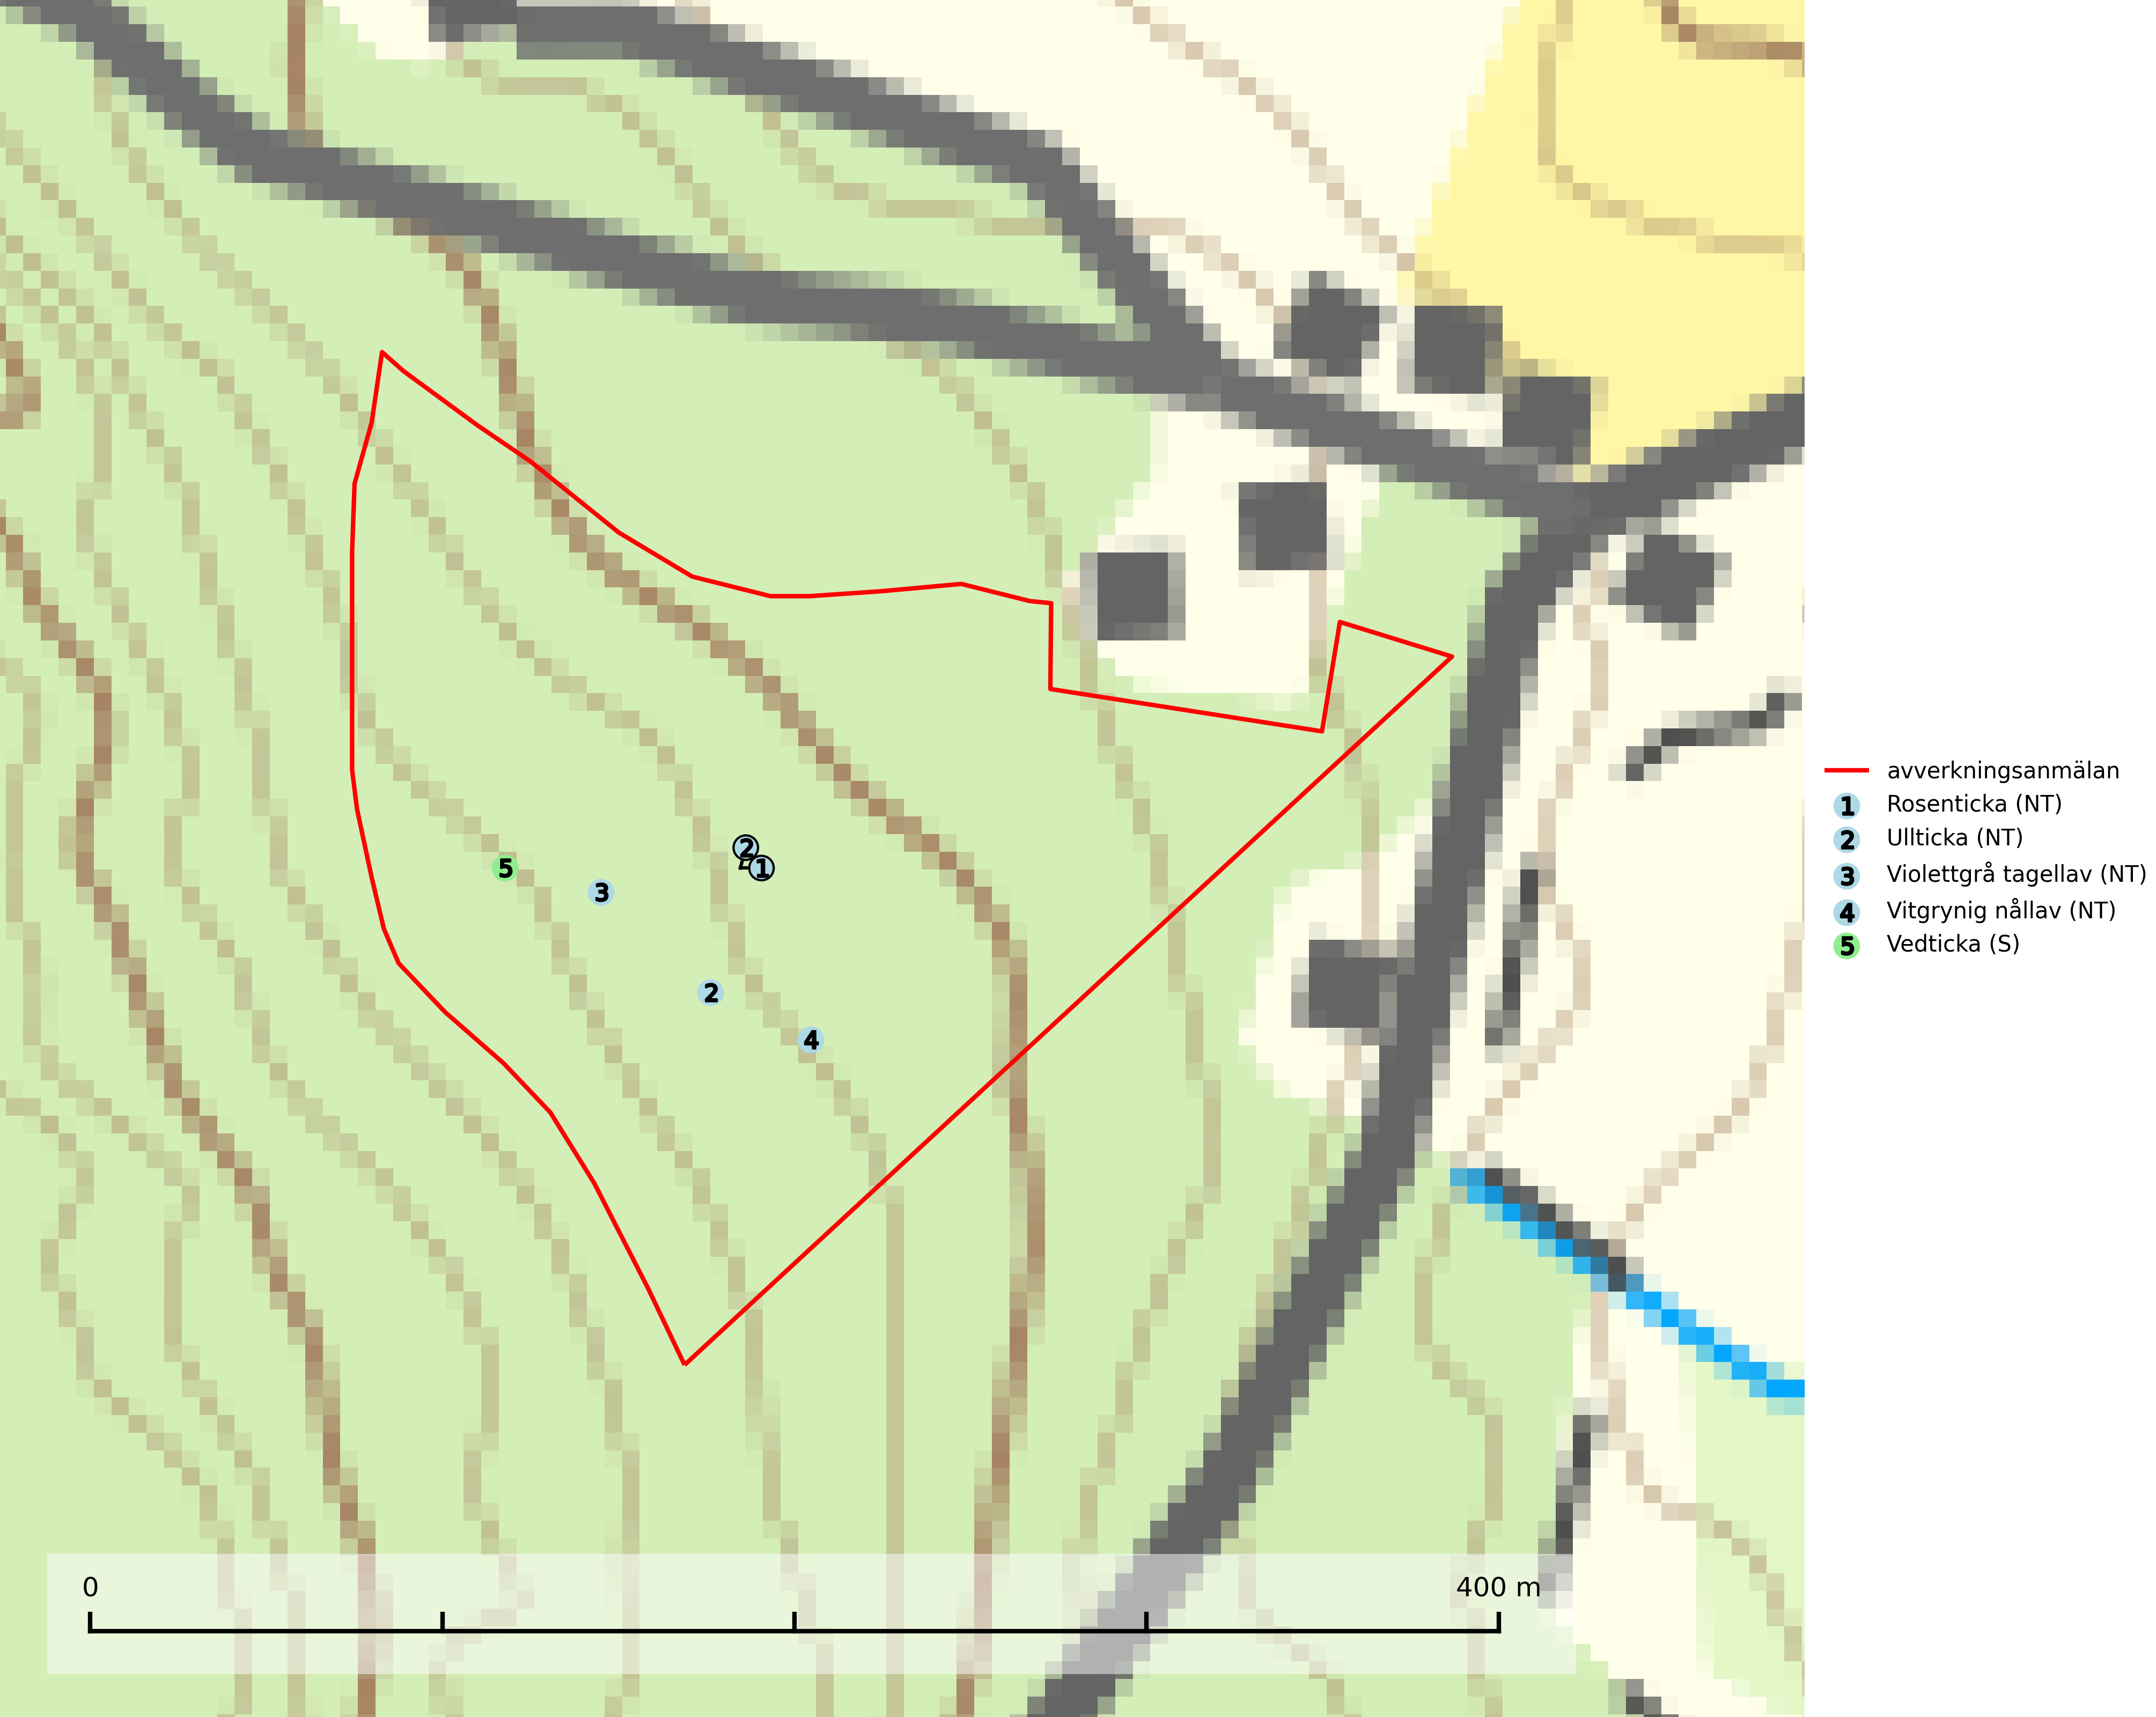 2
1
5
3
2
4
avverkningsanmälan
1 Rosenticka (NT)
2 Ullticka (NT)
3 Violettgrå tagellav (NT)
4 Vitgrynig nållav (NT)
5 Vedticka (S)
0 400 m